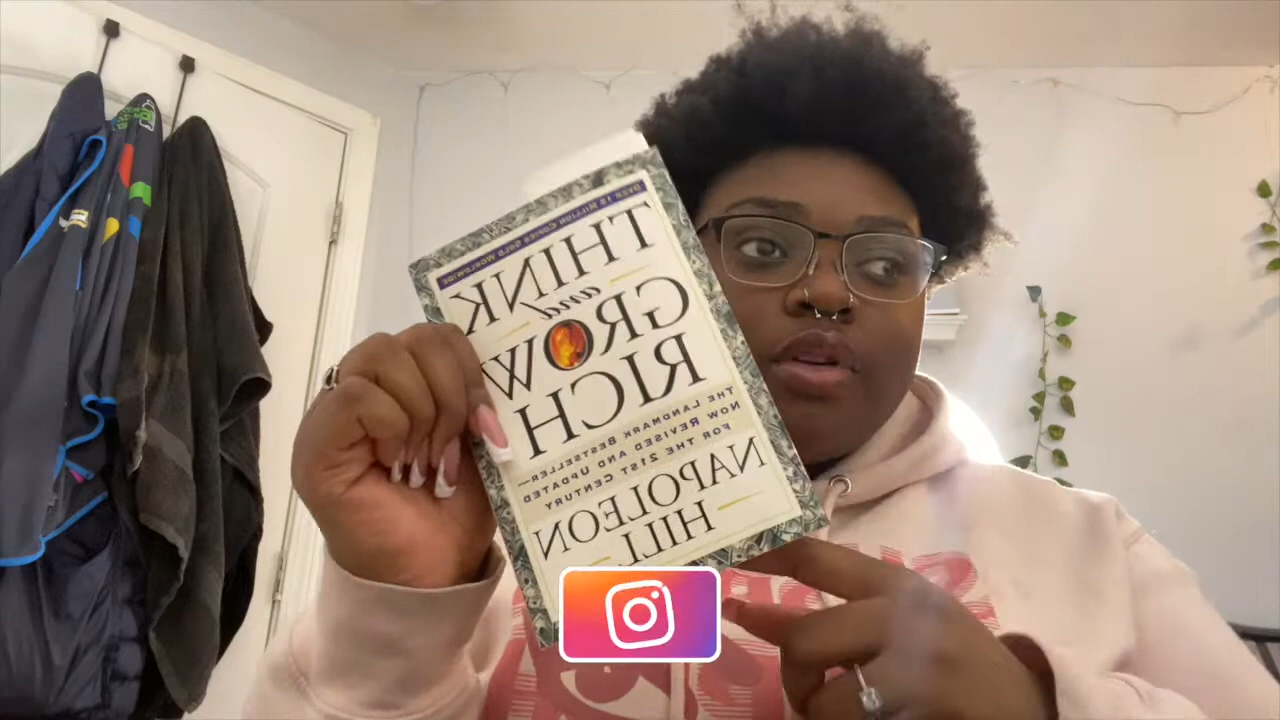 OVER 15 MILLION COPIES SOLD WORLDWIDE
THINK
and
GROW
RICH
THE LANDMARK BESTSELLER—
NOW REVISED AND UPDATED
FOR THE 21ST CENTURY
NAPOLEON
HILL